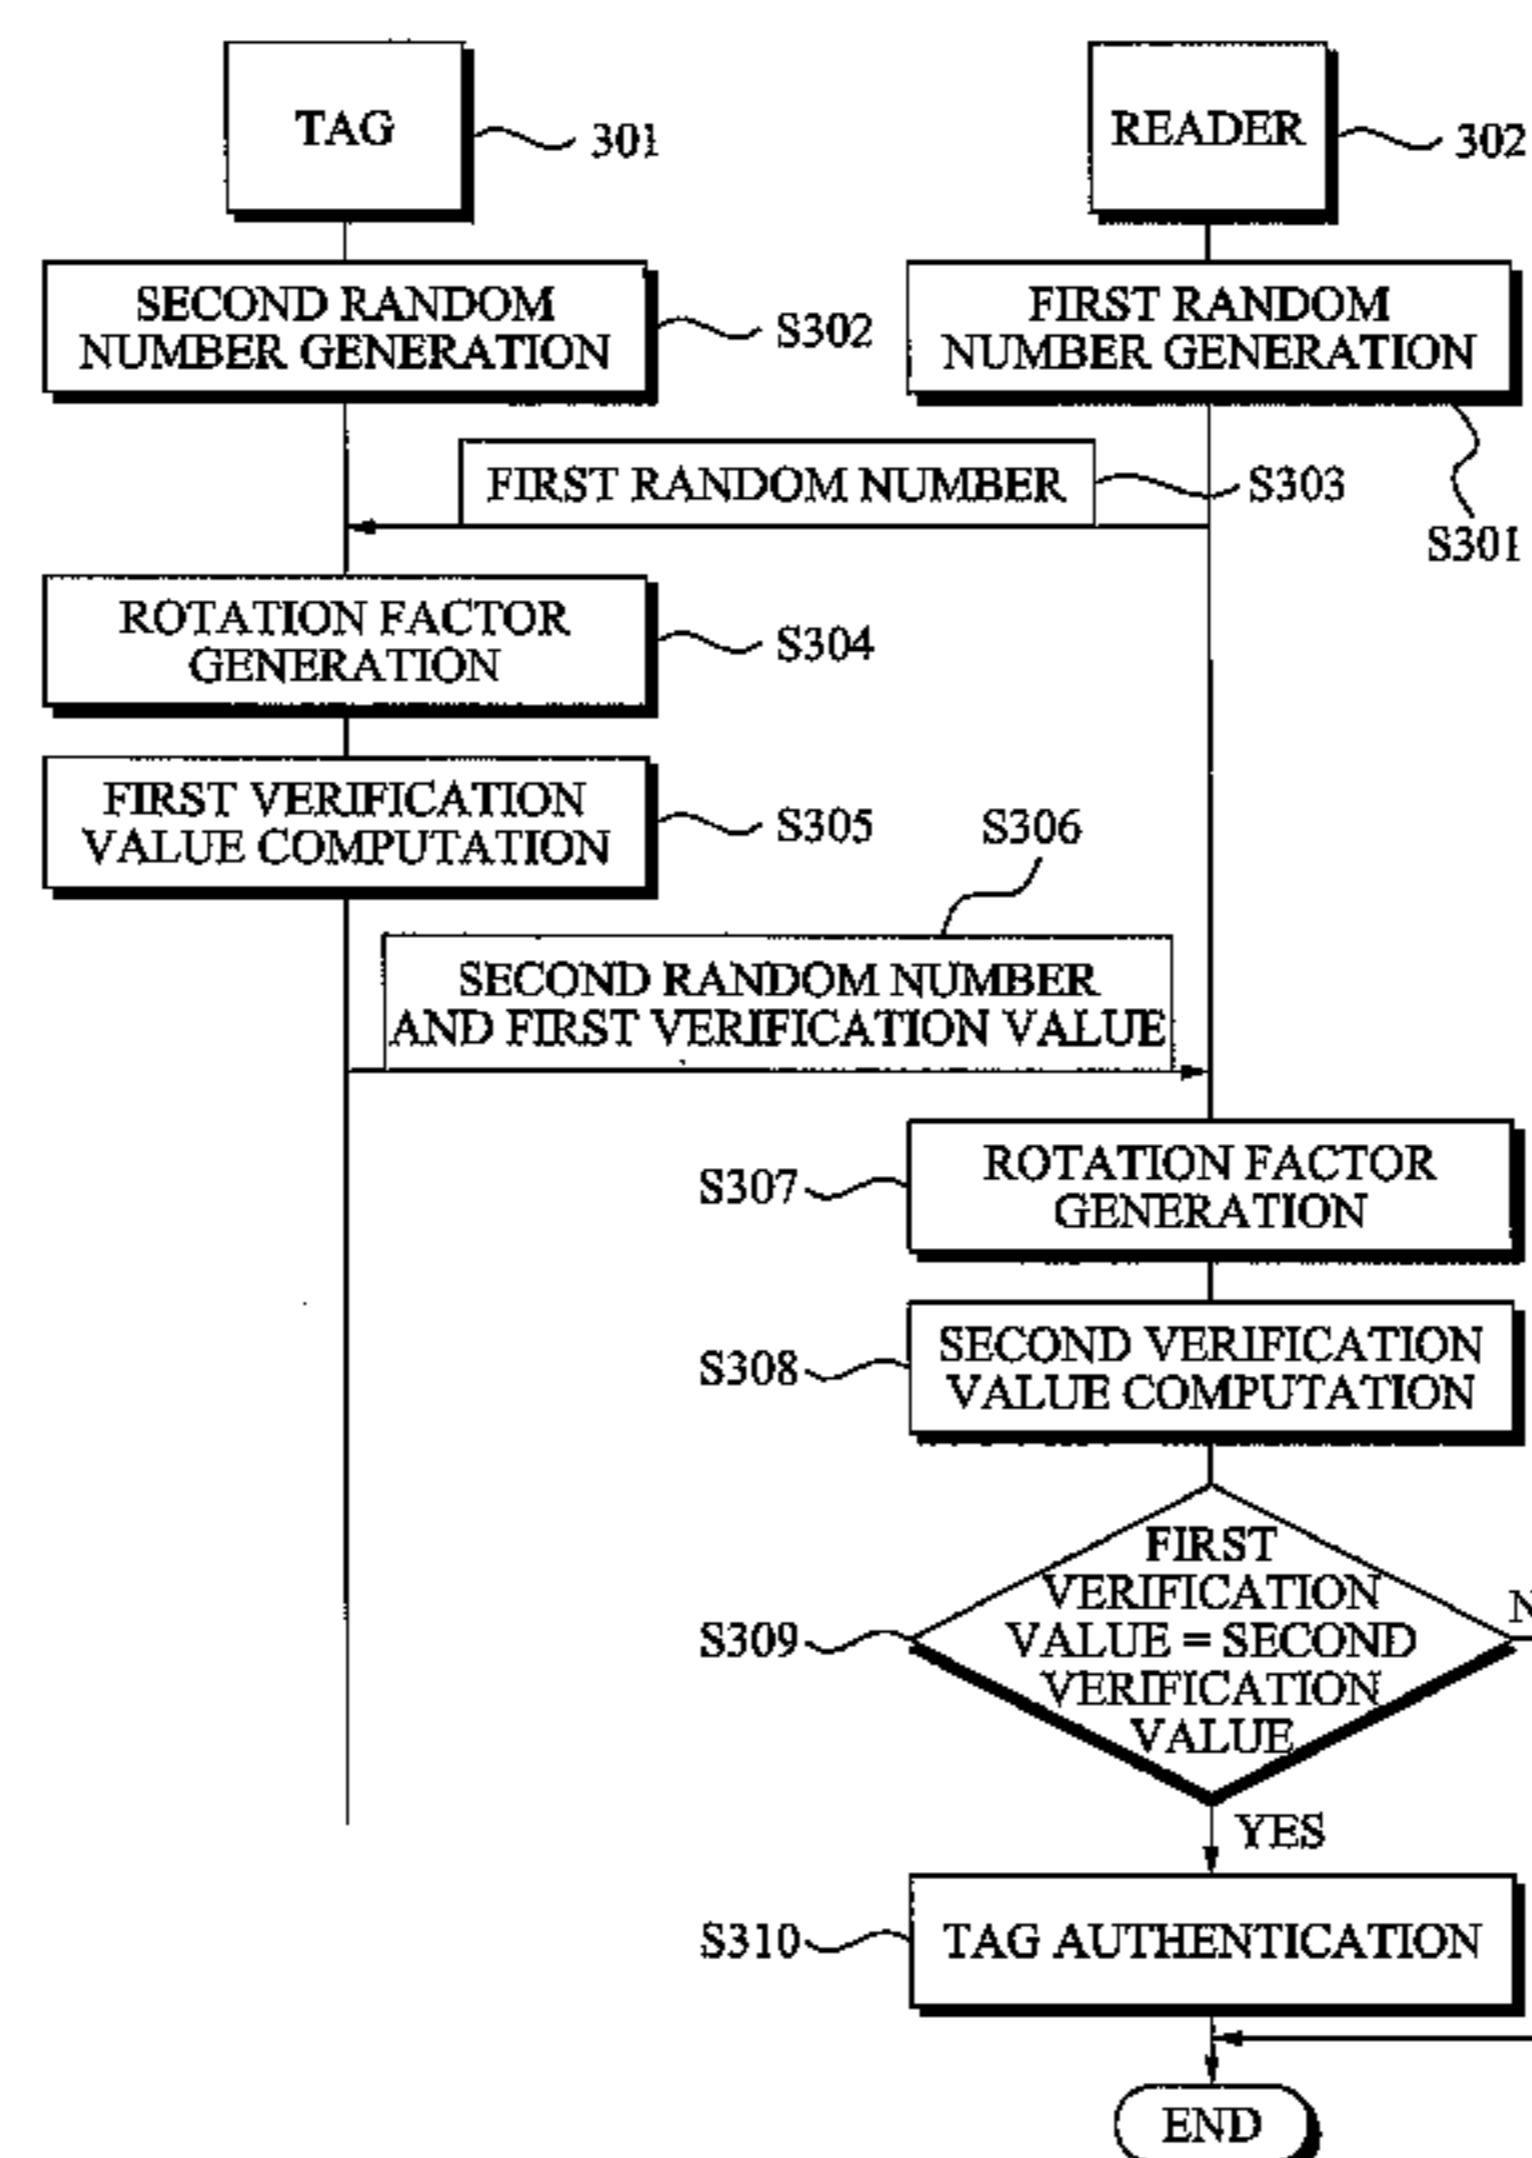 TAG
301
READER
302
SECOND RANDOM
NUMBER GENERATION
S302
FIRST RANDOM
NUMBER GENERATION
S301
FIRST RANDOM NUMBER
S303
ROTATION FACTOR
GENERATION
S304
FIRST VERIFICATION
VALUE COMPUTATION
S305
S306
SECOND RANDOM NUMBER
AND FIRST VERIFICATION VALUE
S307
ROTATION FACTOR
GENERATION
S308
SECOND VERIFICATION
VALUE COMPUTATION
S309
FIRST
VERIFICATION
VALUE = SECOND
VERIFICATION
VALUE
YES
S310
TAG AUTHENTICATION
END